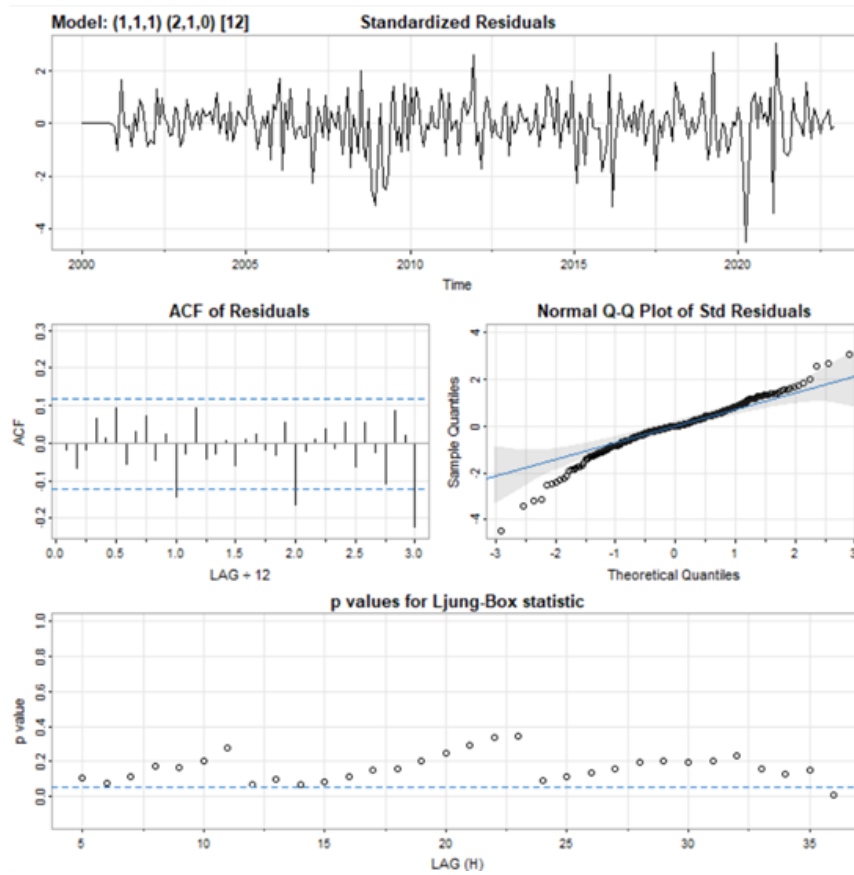 Model: (1,1,1) (2,1,0) [12] Standardized Residuals
2
0
-2
-4
2000 2005 2010 2015 2020
Time
ACF of Residuals
ACF
0.3
0.2
0.1
0.0
-0.1
-0.2
0.0 0.5 1.0 1.5 2.0 2.5 3.0
LAG ÷ 12
Normal Q-Q Plot of Std Residuals
Sample Quantiles
4
2
0
-2
-4
-3 -2 -1 0 1 2 3
Theoretical Quantiles
p values for Ljung-Box statistic
p value
1.0
0.8
0.6
0.4
0.2
0.0
5 10 15 20 25 30 35
LAG (H)